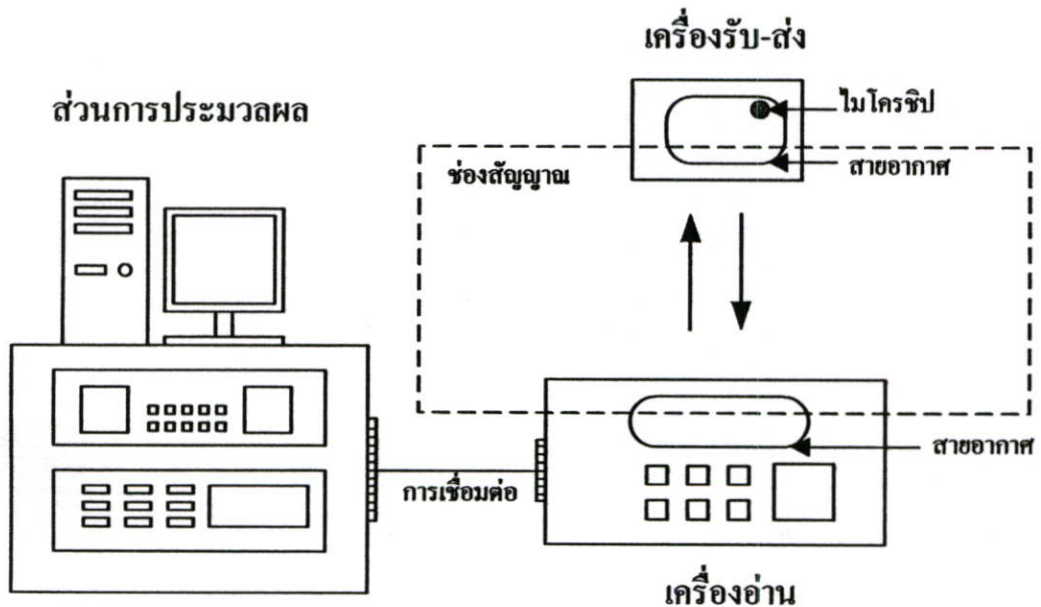 เครื่องรับ-ส่ง
ส่วนการประมวลผล
ไมโครชิป
สายอากาศ
ช่องสัญญาณ
สายอากาศ
การเชื่อมต่อ
เครื่องอ่าน